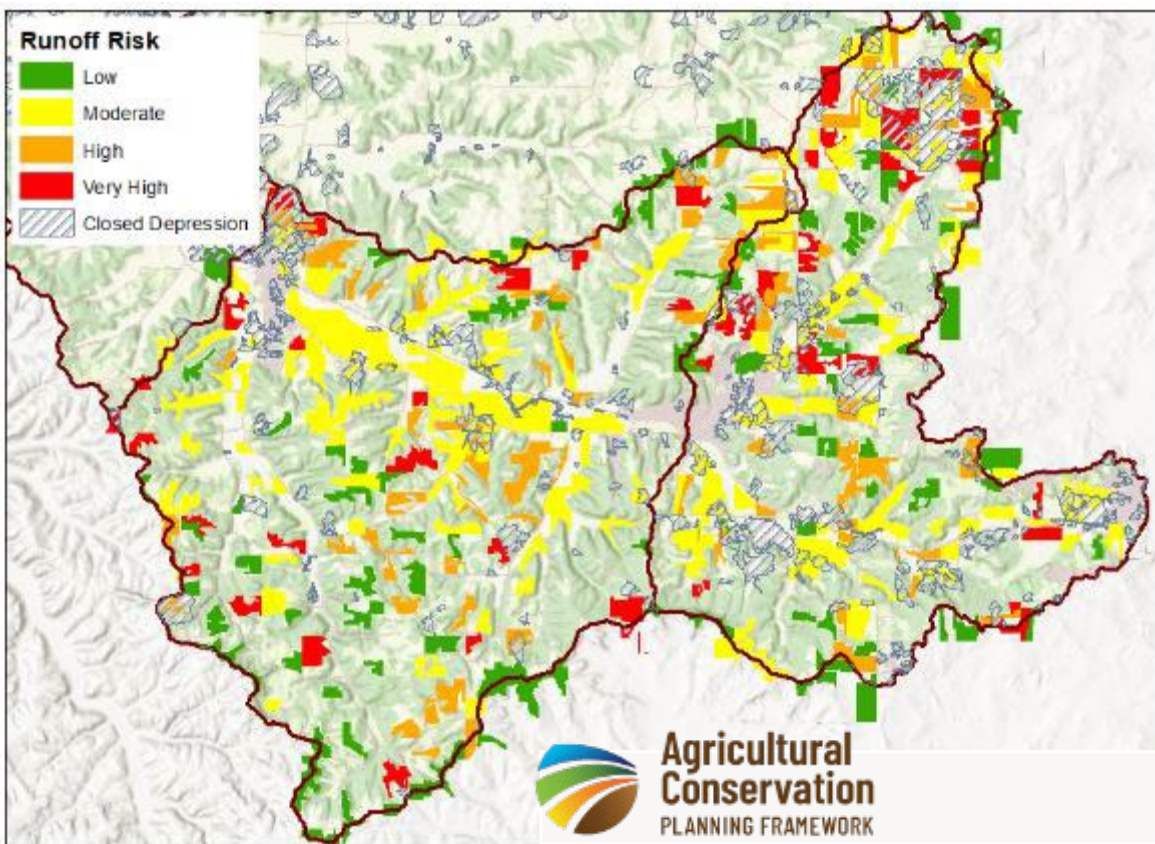 Runoff Risk
Low
Moderate
High
Very High
Closed Depression
Agricultural
Conservation
PLANNING FRAMEWORK